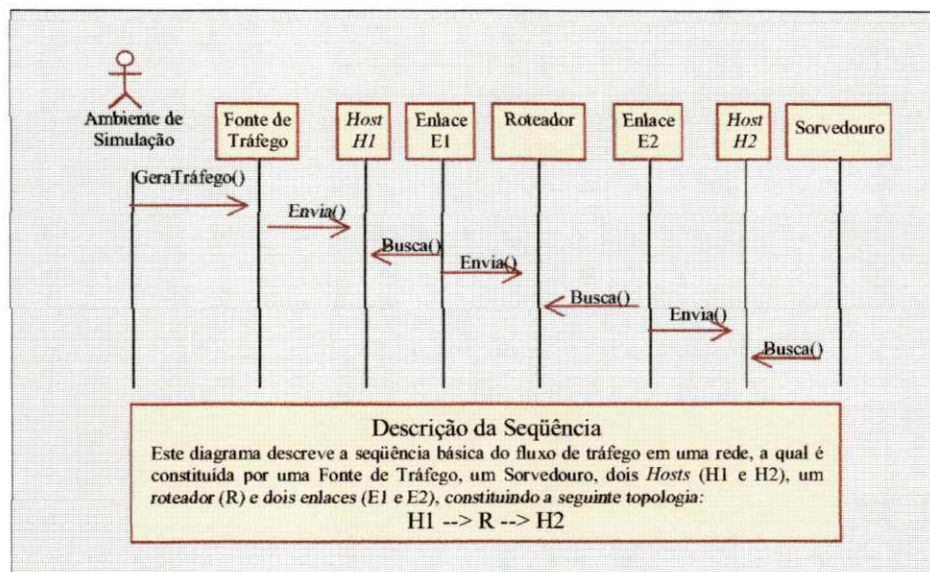 Ambiente de
Simulação
Fonte de
Tráfego
Host
H1
Enlace
E1
Roteador
Enlace
E2
Host
H2
Sorvedouro
GeraTráfego()
Envia()
Busca()
Envia()
Busca()
Envia()
Busca()
Descrição da Seqüência
Este diagrama descreve a seqüência básica do fluxo de tráfego em uma rede, a qual é
constituída por uma Fonte de Tráfego, um Sorvedouro, dois Hosts (H1 e H2), um
roteador (R) e dois enlaces (E1 e E2), constituindo a seguinte topologia:
H1 --> R --> H2